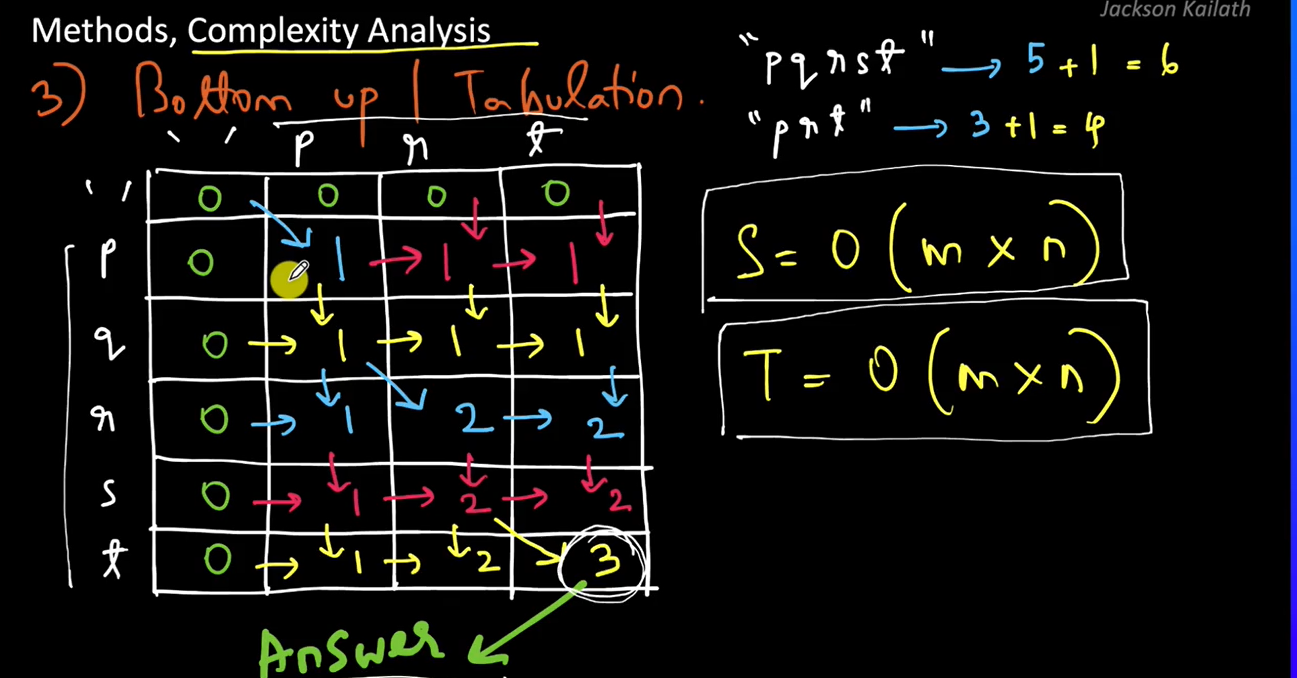 Jackson Kailath
Methods, Complexity Analysis
3) Bottom up | Tabulation.
"pqrst" → 5 + 1 = 6
"prt" → 3 + 1 = 4
' ' p r t
' ' 0 0 0 0
p 0 1 → 1 → 1
q 0 → 1 → 1 → 1
r 0 → 1 2 → 2
s 0 → 1 → 2 → 2
t 0 → 1 → 2 3
S = O (m x n)
T = O (m x n)
Answer